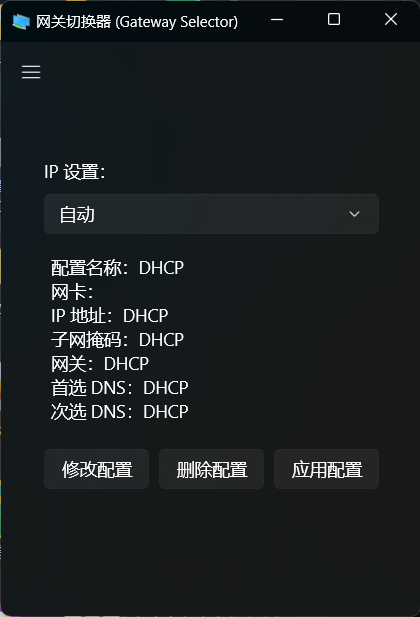 网关切换器 (Gateway Selector)
IP 设置：
自动
配置名称：DHCP
网卡：
IP 地址：DHCP
子网掩码：DHCP
网关：DHCP
首选 DNS：DHCP
次选 DNS：DHCP
修改配置 删除配置 应用配置